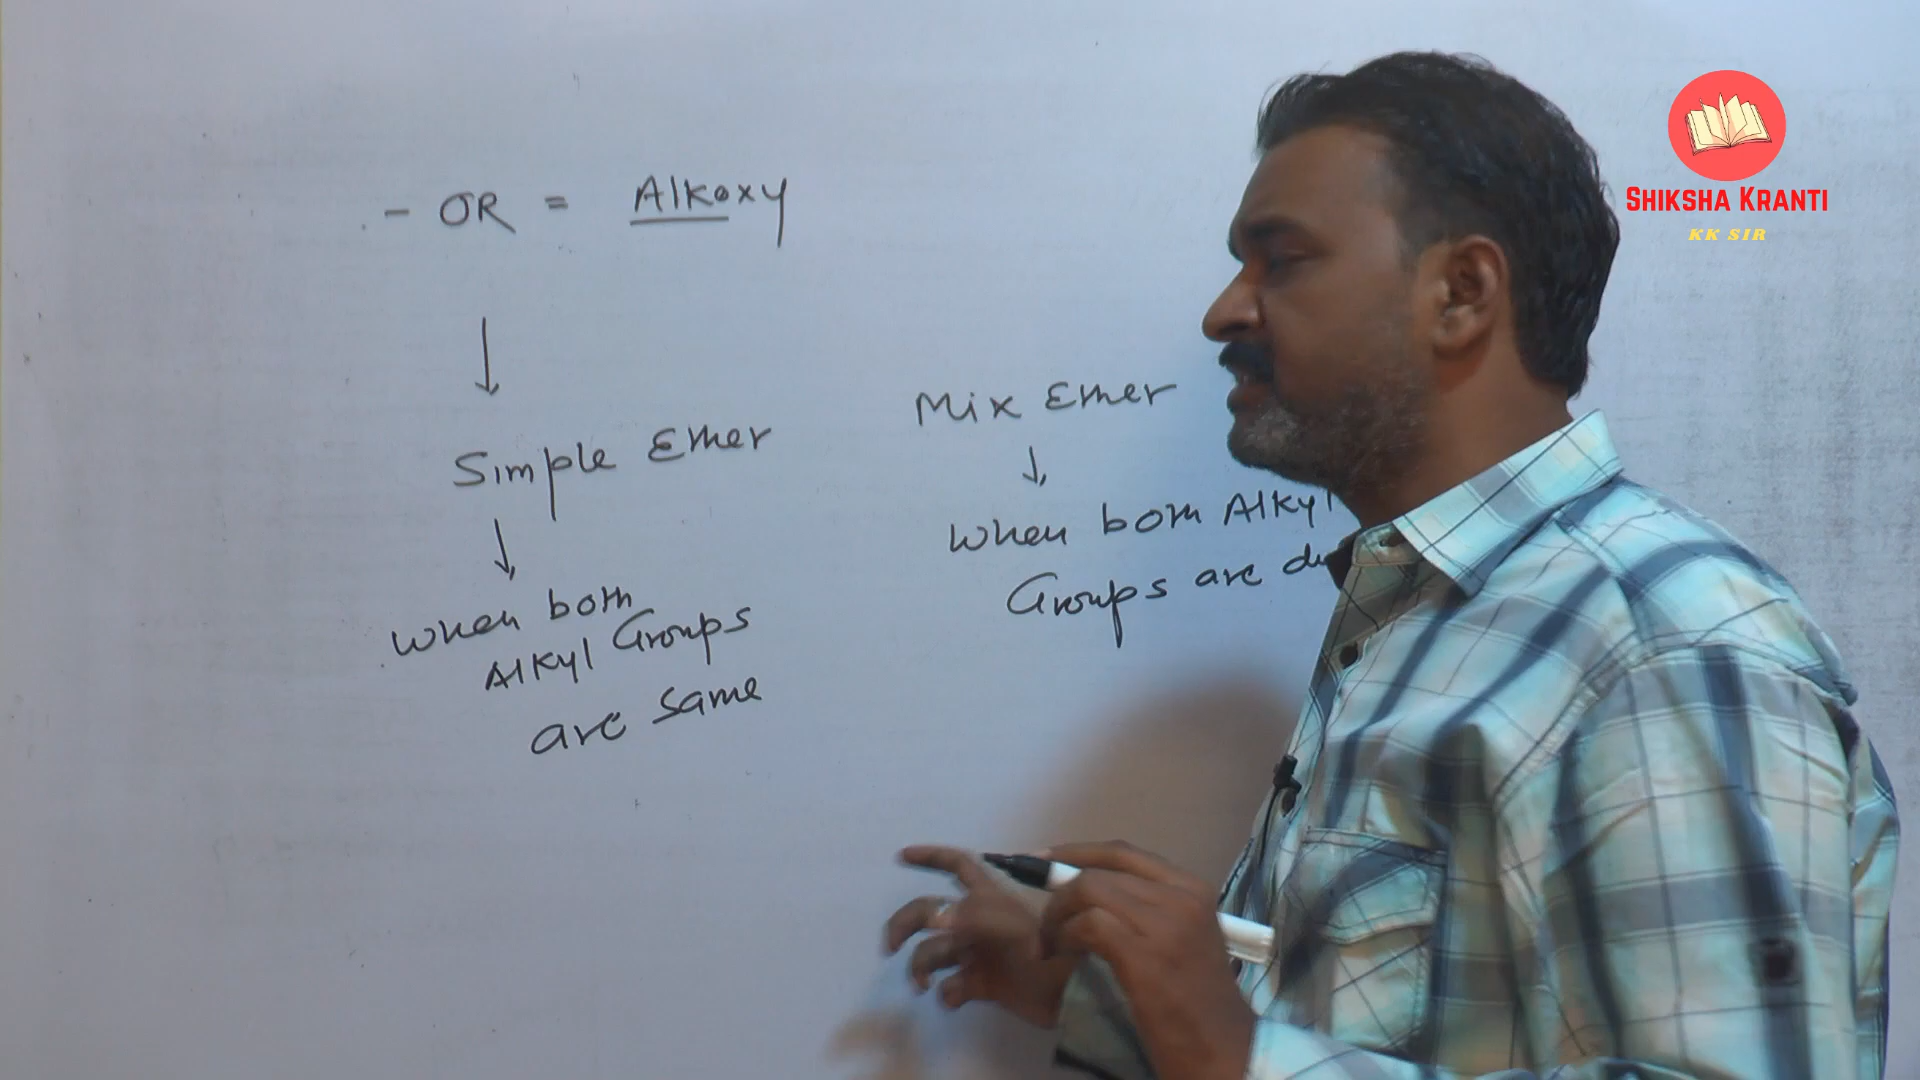 - OR = Alkoxy
Simple Ether
When both
Alkyl Groups
are same
Mix Ether
When both Alkyl
Groups are
SHIKSHA KRANTI
KK SIR